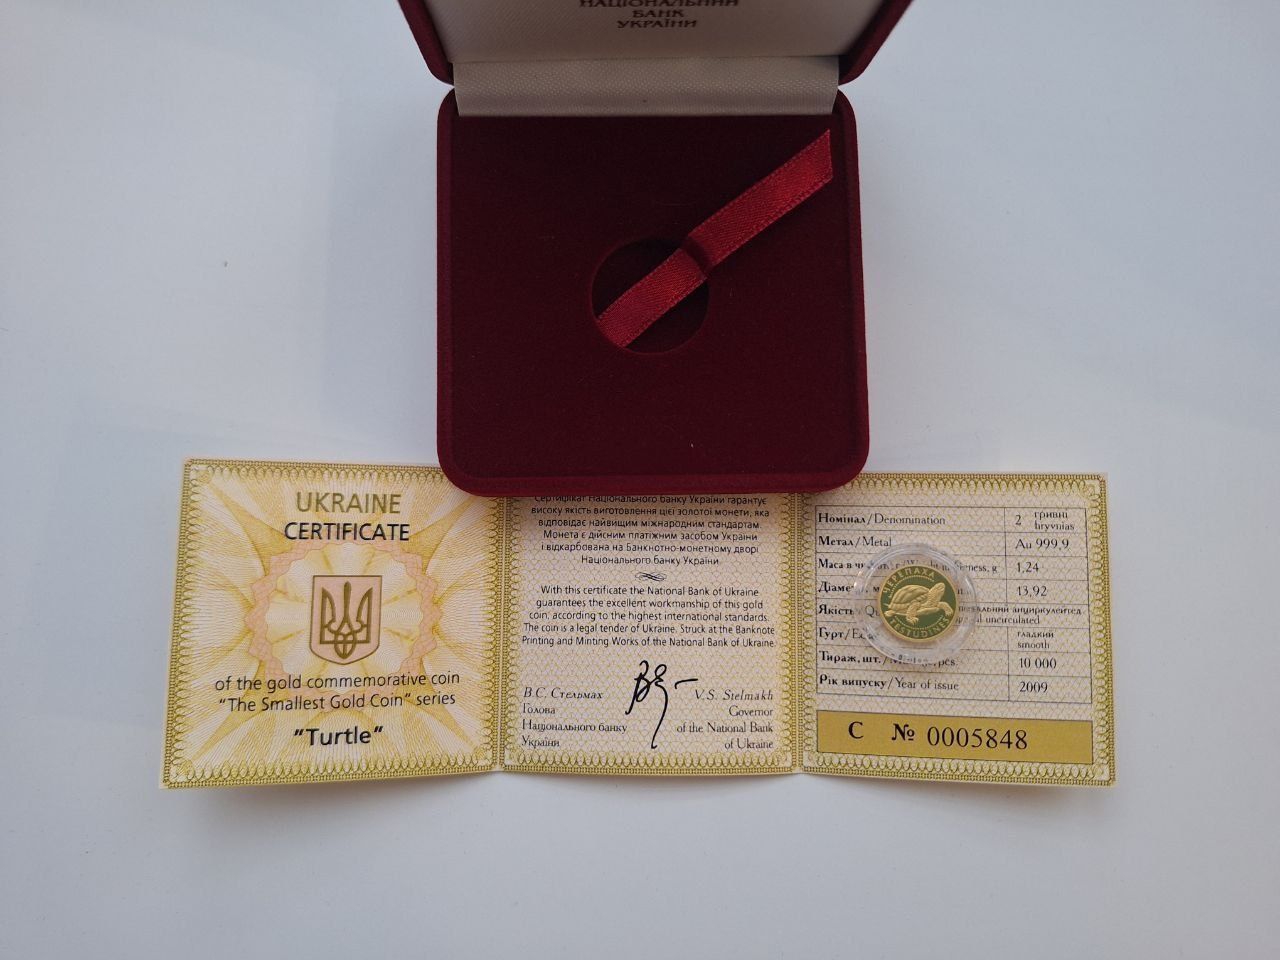 НАЦІОНАЛЬНИЙ
БАНК
УКРАЇНИ
UKRAINE
CERTIFICATE
of the gold commemorative coin
"The Smallest Gold Coin" series
"Turtle"
Сертифікат Національного банку України гарантує
високу якість виготовлення цієї золотої монети, яка
відповідає найвищим міжнародним стандартам.
Монета є дійсним платіжним засобом України
і відкарбована на Банкнотно-монетному дворі
Національного банку України.
With this certificate the National Bank of Ukraine
guarantees the excellent workmanship of this gold
coin, according to the highest international standards.
The coin is a legal tender of Ukraine. Struck at the Banknote
Printing and Minting Works of the National Bank of Ukraine.
В.С. Стельмах
Голова
Національного банку
України
V.S. Stelmakh
Governor
of the National Bank
of Ukraine
Номінал/Denomination 2 гривні
hryvnias
Метал/Metal Au 999,9
Маса в g 1,24
13,92
Якість
uncirculated
Гурт/ гладкий
smooth
Тираж, шт./ pcs. 10 000
Рік випуску/Year of issue 2009
С № 0005848
ЧЕРЕПАХА
TESTUDINES